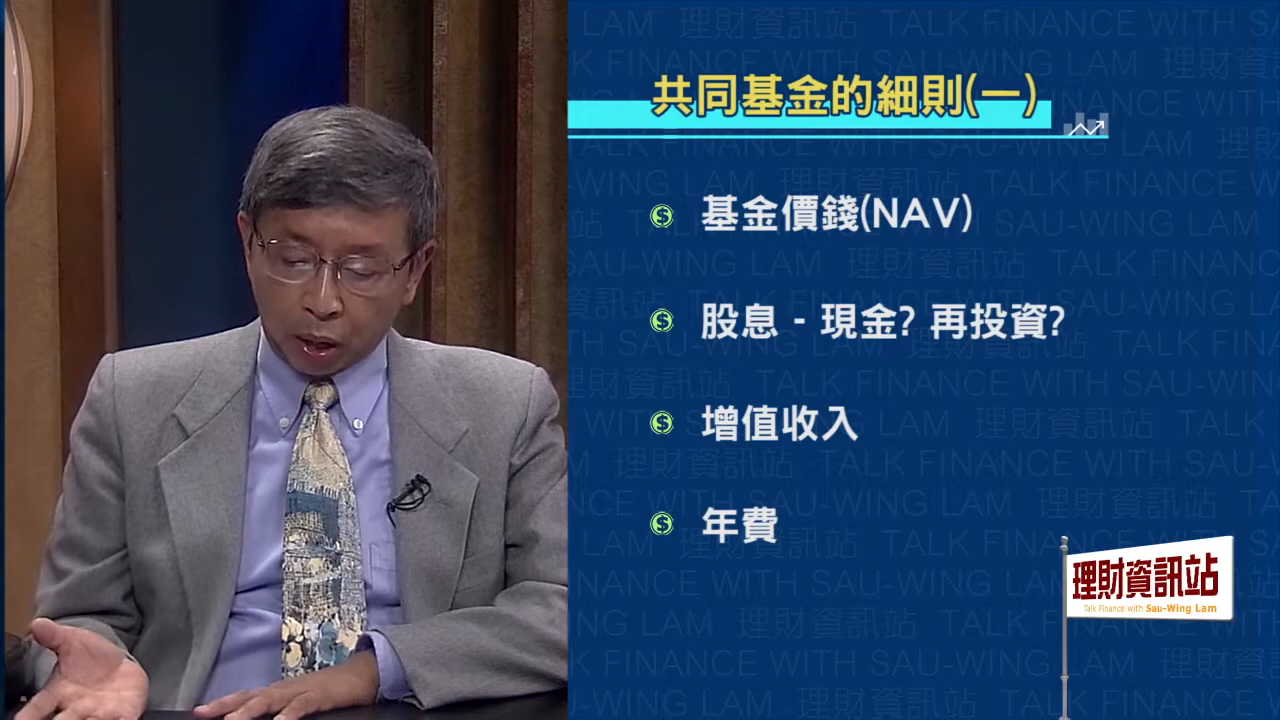 共同基金的細則(一)
基金價錢(NAV)
股息 - 現金? 再投資?
增值收入
年費
理財資訊站
Talk Finance with Sau-Wing Lam